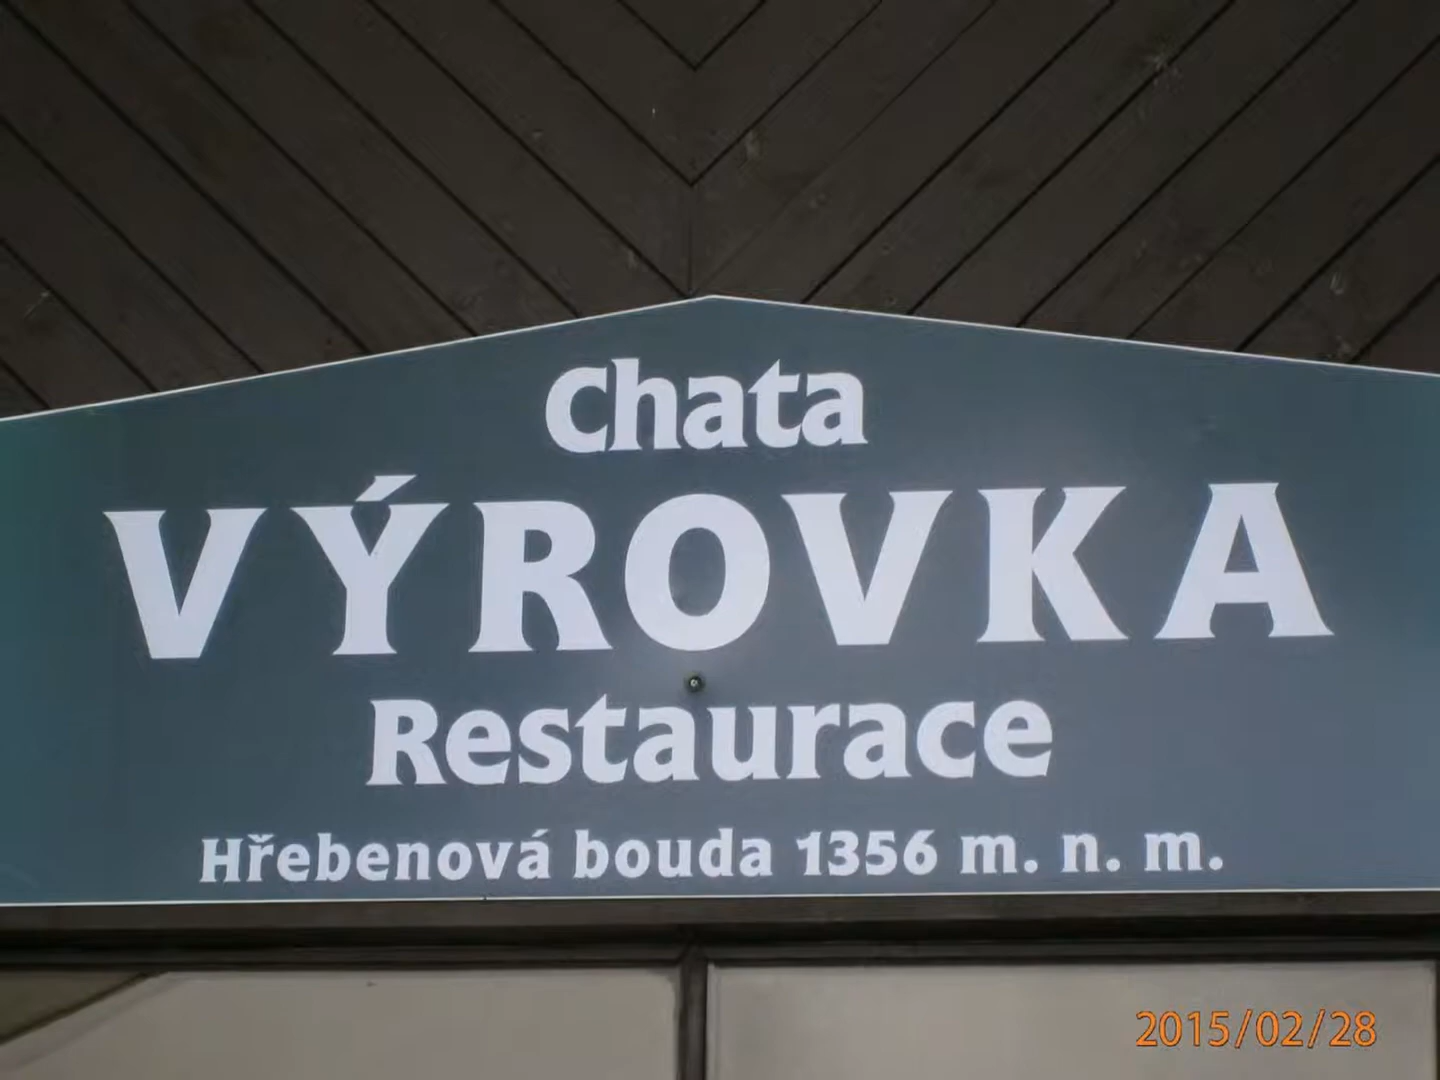 Chata
VÝROVKA
Restaurace
Hřebenová bouda 1356 m. n. m.
2015/02/28